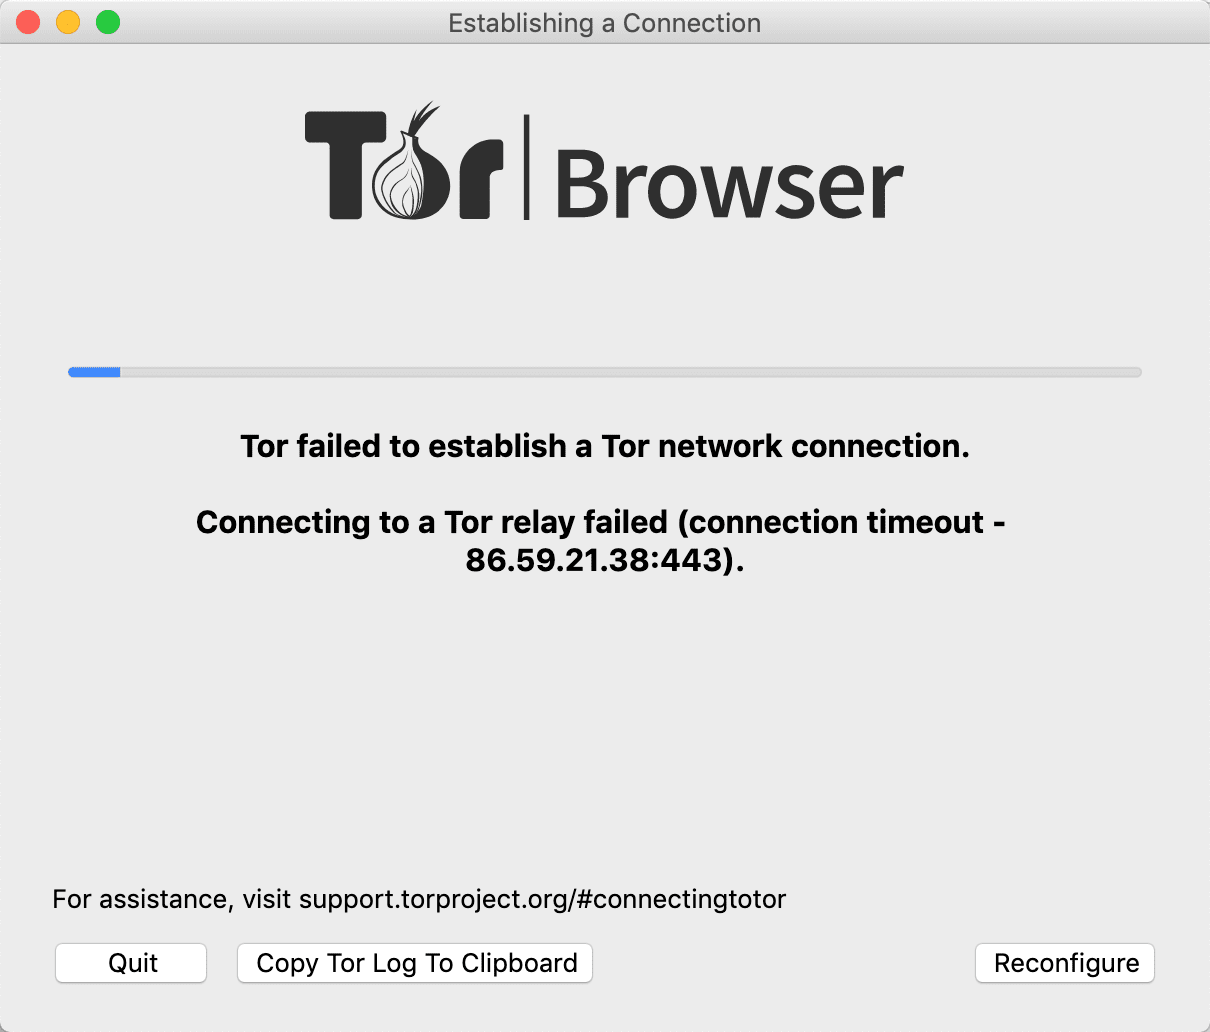 Establishing a Connection
Tor Browser
Tor failed to establish a Tor network connection.
Connecting to a Tor relay failed (connection timeout -
86.59.21.38:443).
For assistance, visit support.torproject.org/#connectingtotor
Quit
Copy Tor Log To Clipboard
Reconfigure